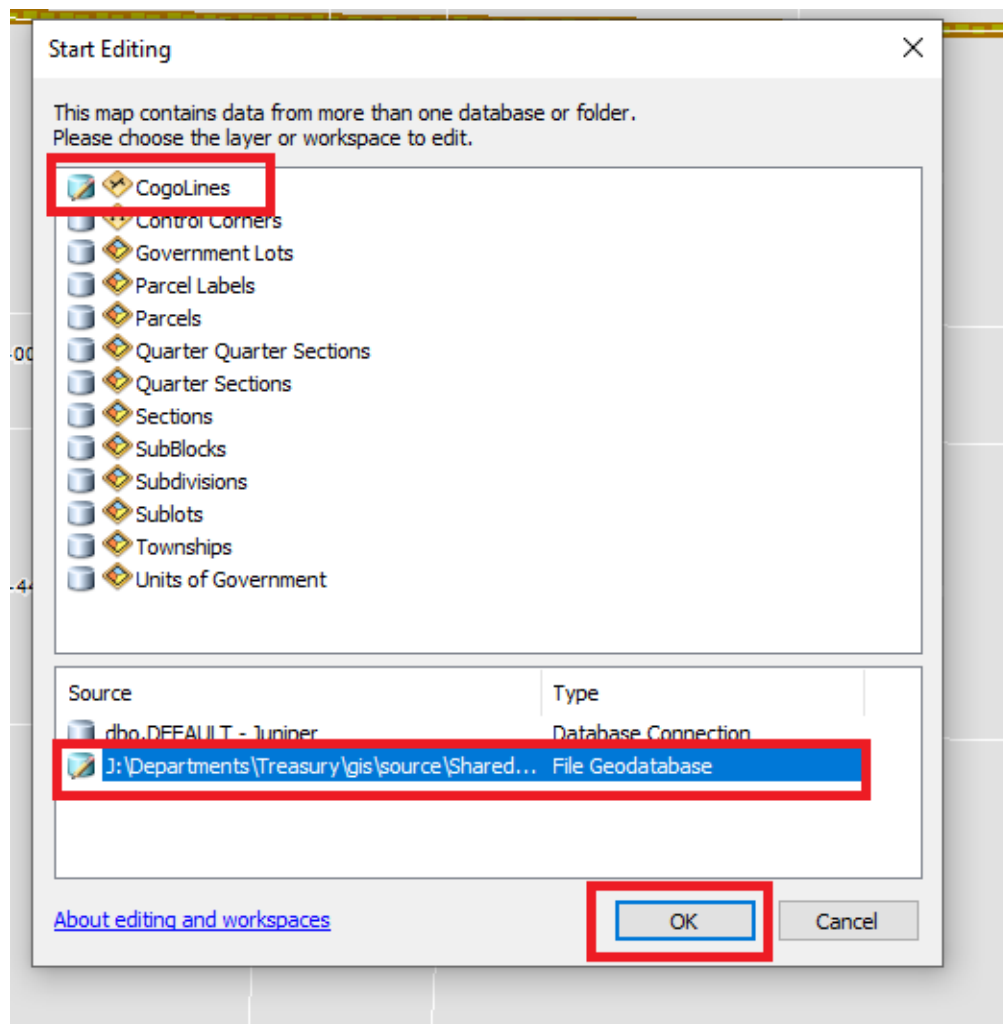 Start Editing
This map contains data from more than one database or folder.
Please choose the layer or workspace to edit.
CogoLines
Control Corners
Government Lots
Parcel Labels
Parcels
Quarter Quarter Sections
Quarter Sections
Sections
SubBlocks
Subdivisions
Sublots
Townships
Units of Government
Source Type
dbo.DEFAULT - Juniper Database Connection
J:\Departments\Treasury\gis\source\Shared... File Geodatabase
About editing and workspaces OK Cancel